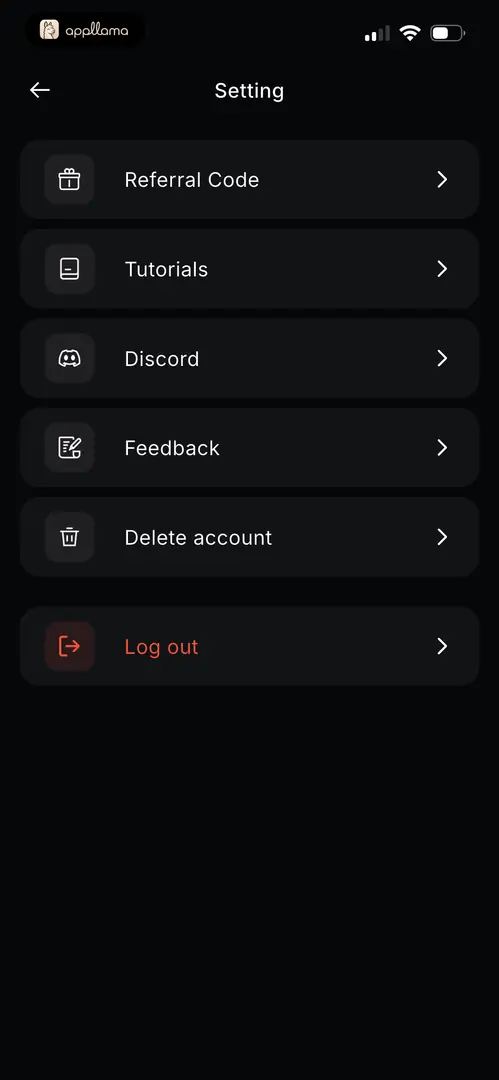 appllama
Setting
Referral Code
Tutorials
Discord
Feedback
Delete account
Log out